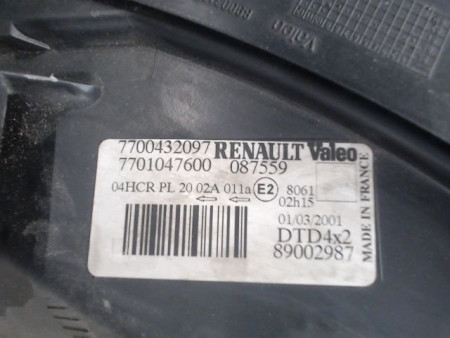 Valeo
7700432097 RENAULT Valeo
7701047600 087559
04HCR PL 20 02A 011a E2 8061
02h15
01/03/2001
DTD4x2
89002987
MADE IN FRANCE